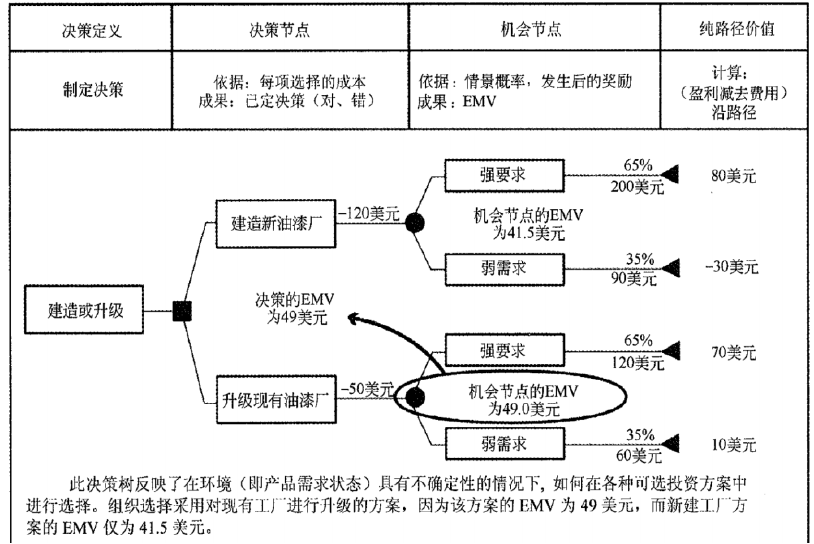 决策定义 决策节点 机会节点 纯路径价值
制定决策
依据：每项选择的成本
成果：已定决策（对、错）
依据：情景概率，发生后的奖励
成果：EMV
计算：
（盈利减去费用）
沿路径
强要求 65% 200美元 80美元
建造新油漆厂 -120美元
机会节点的EMV
为41.5美元
弱需求 35% 90美元 -30美元
建造或升级
决策的EMV
为49美元
强要求 65% 120美元 70美元
升级现有油漆厂 -50美元
机会节点的EMV
为49.0美元
弱需求 35% 60美元 10美元
此决策树反映了在环境（即产品需求状态）具有不确定性的情况下，如何在各种可选投资方案中
进行选择。组织选择采用对现有工厂进行升级的方案，因为该方案的 EMV 为 49 美元，而新建工厂方
案的 EMV 仅为 41.5 美元。